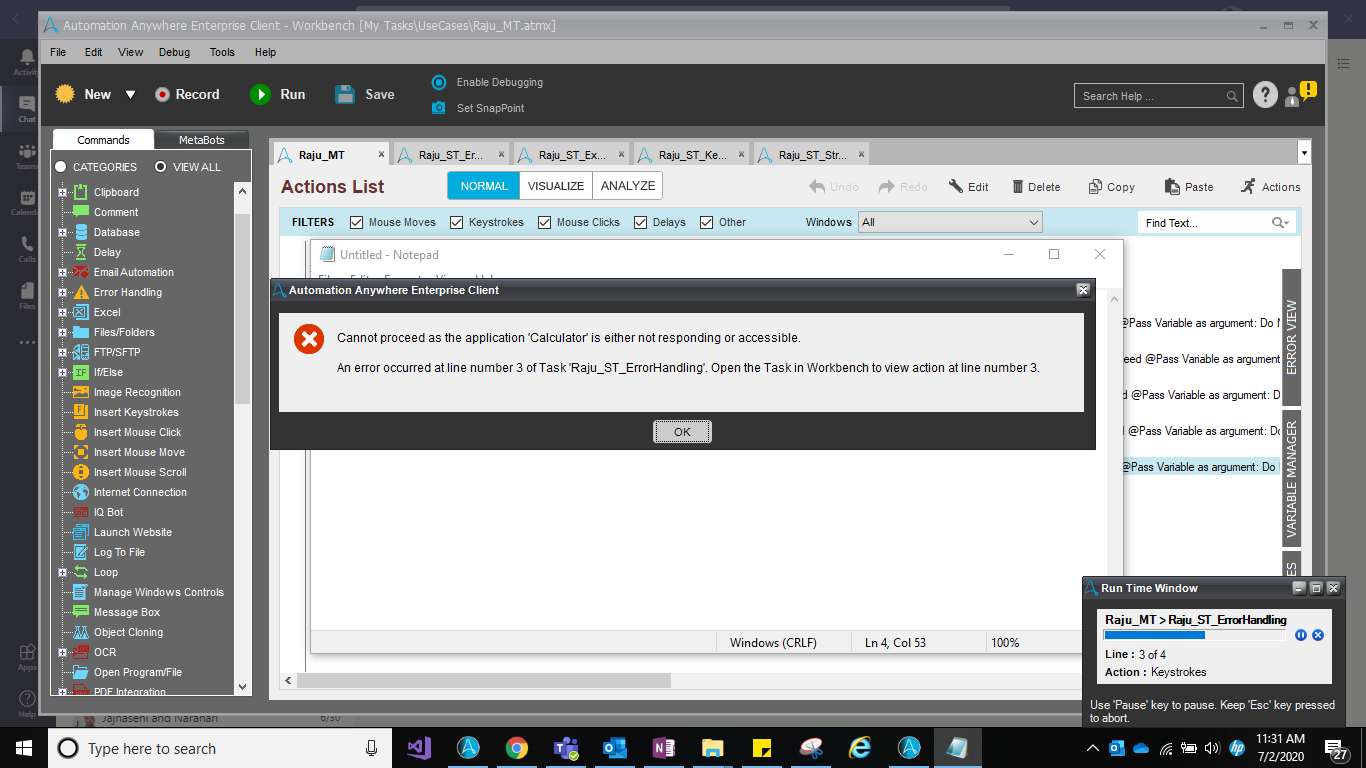 Automation Anywhere Enterprise Client - Workbench [My Tasks\UseCases\Raju_MT.atmx]
File Edit View Debug Tools Help
New Record Run Save
Enable Debugging
Set SnapPoint
Search Help ...
Activity
Chat
Teams
Calendar
Calls
Files
Apps
Help
Commands MetaBots
CATEGORIES VIEW ALL
Clipboard
Comment
Database
Delay
Email Automation
Error Handling
Excel
Files/Folders
FTP/SFTP
If/Else
Image Recognition
Insert Keystrokes
Insert Mouse Click
Insert Mouse Move
Insert Mouse Scroll
Internet Connection
IQ Bot
Launch Website
Log To File
Loop
Manage Windows Controls
Message Box
Object Cloning
OCR
Open Program/File
PDF Integration
Raju_MT Raju_ST_Er... Raju_ST_Ex... Raju_ST_Ke... Raju_ST_Str...
Actions List NORMAL VISUALIZE ANALYZE Undo Redo Edit Delete Copy Paste Actions
FILTERS Mouse Moves Keystrokes Mouse Clicks Delays Other Windows All Find Text...
Untitled - Notepad
Automation Anywhere Enterprise Client
Cannot proceed as the application 'Calculator' is either not responding or accessible.
An error occurred at line number 3 of Task 'Raju_ST_ErrorHandling'. Open the Task in Workbench to view action at line number 3.
OK
@Pass Variable as argument: Do
eed @Pass Variable as argument: Do
d @Pass Variable as argument: D
@Pass Variable as argument: Do
@Pass Variable as argument: Do
ERROR VIEW
VARIABLE MANAGER
ES
Windows (CRLF) Ln 4, Col 53 100%
Run Time Window
Raju_MT > Raju_ST_ErrorHandling
Line : 3 of 4
Action : Keystrokes
Use 'Pause' key to pause. Keep 'Esc' key pressed
to abort.
Jajnaseni and Narahari 6/30
Type here to search
11:31 AM
7/2/2020
27